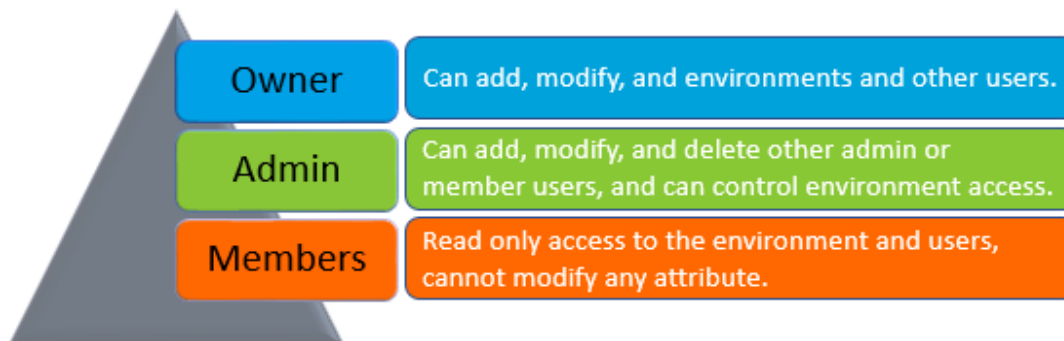 Owner
Can add, modify, and environments and other users.
Admin
Can add, modify, and delete other admin or
member users, and can control environment access.
Members
Read only access to the environment and users,
cannot modify any attribute.